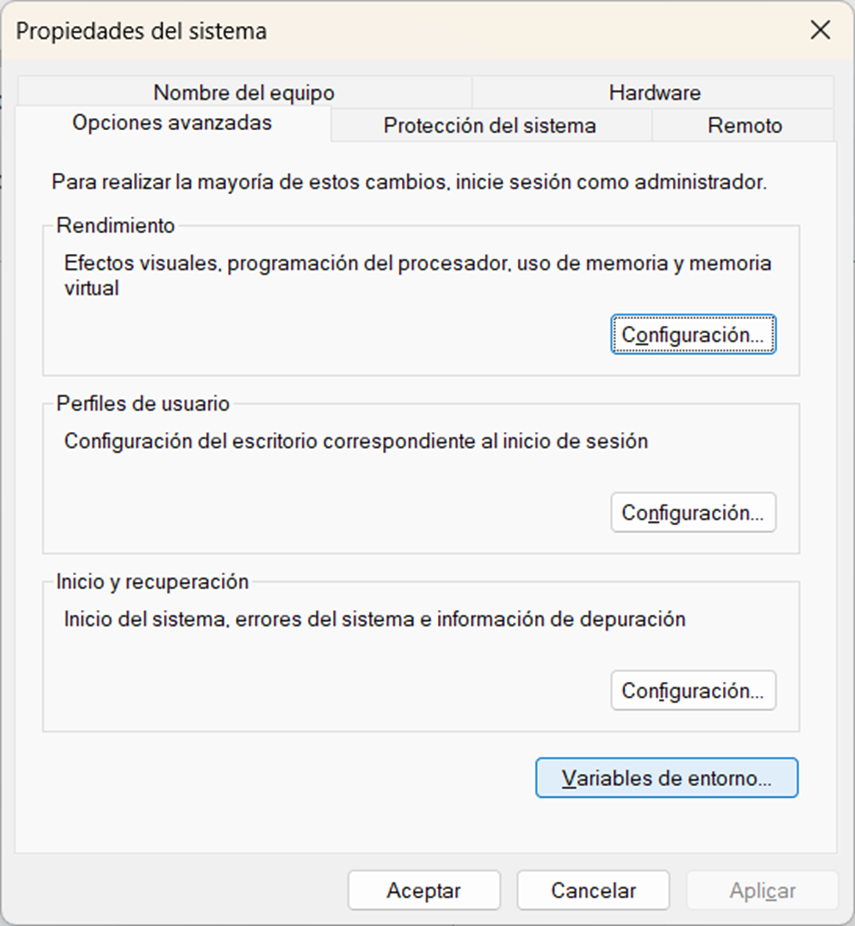 Propiedades del sistema
Nombre del equipo
Hardware
Opciones avanzadas
Protección del sistema
Remoto
Para realizar la mayoría de estos cambios, inicie sesión como administrador.
Rendimiento
Efectos visuales, programación del procesador, uso de memoria y memoria
virtual
Configuración...
Perfiles de usuario
Configuración del escritorio correspondiente al inicio de sesión
Configuración...
Inicio y recuperación
Inicio del sistema, errores del sistema e información de depuración
Configuración...
Variables de entorno...
Aceptar
Cancelar
Aplicar